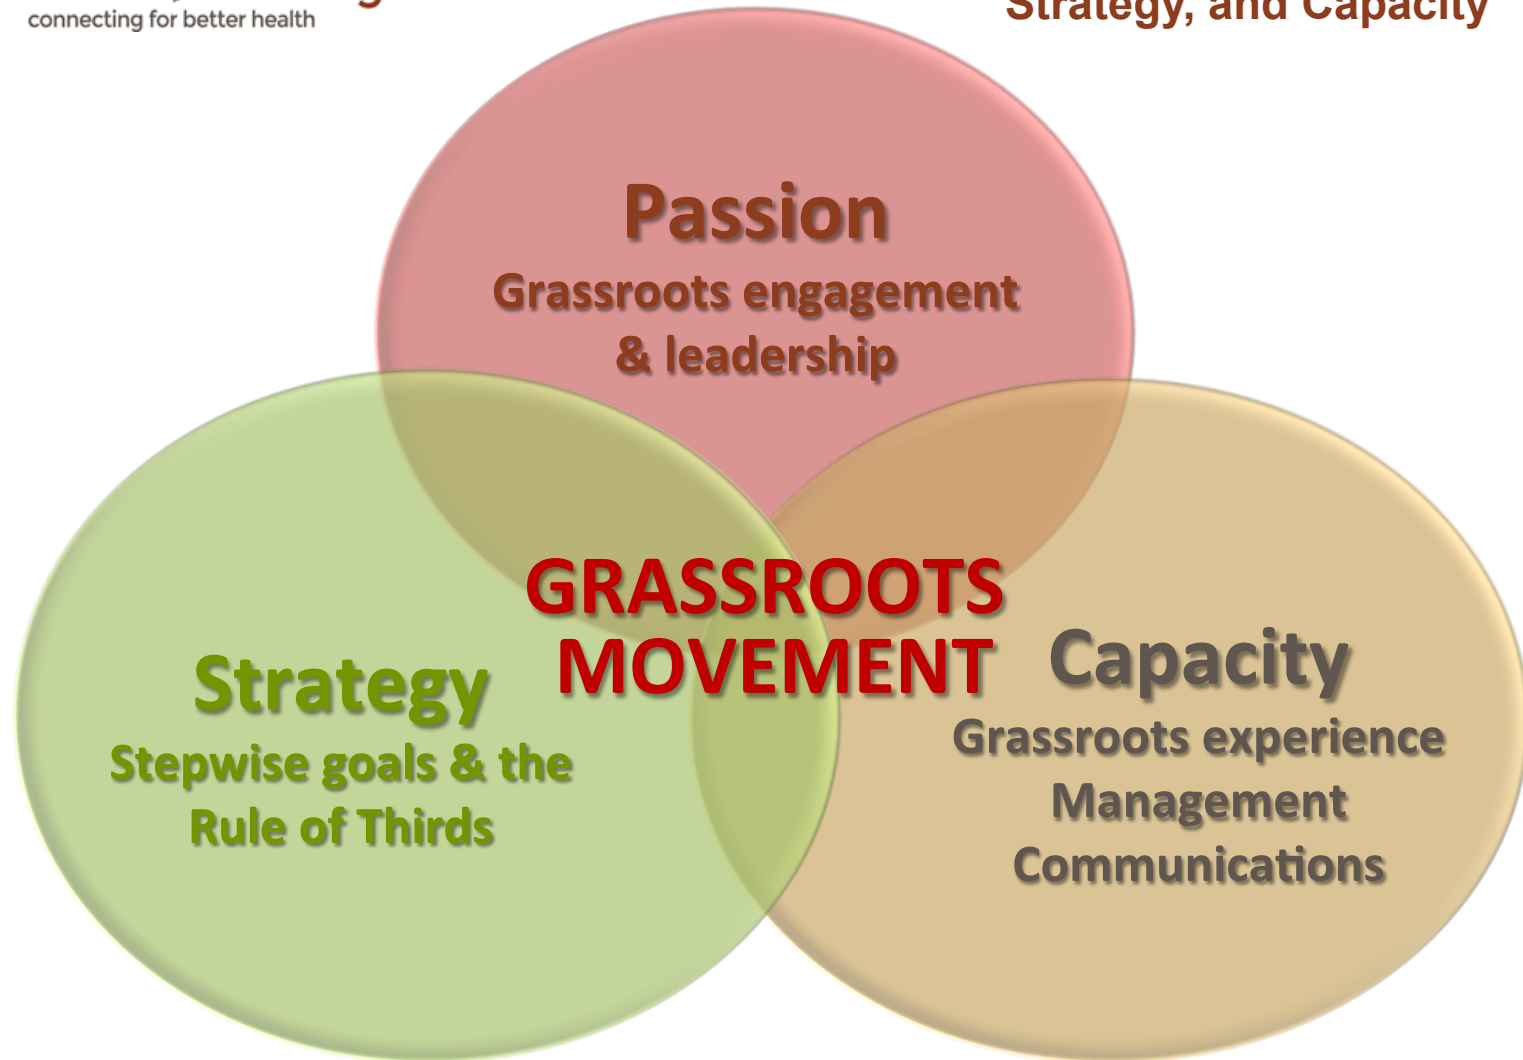 connecting for better health
Strategy, and Capacity
Passion
Grassroots engagement
& leadership
GRASSROOTS
MOVEMENT
Strategy
Stepwise goals & the
Rule of Thirds
Capacity
Grassroots experience
Management
Communications